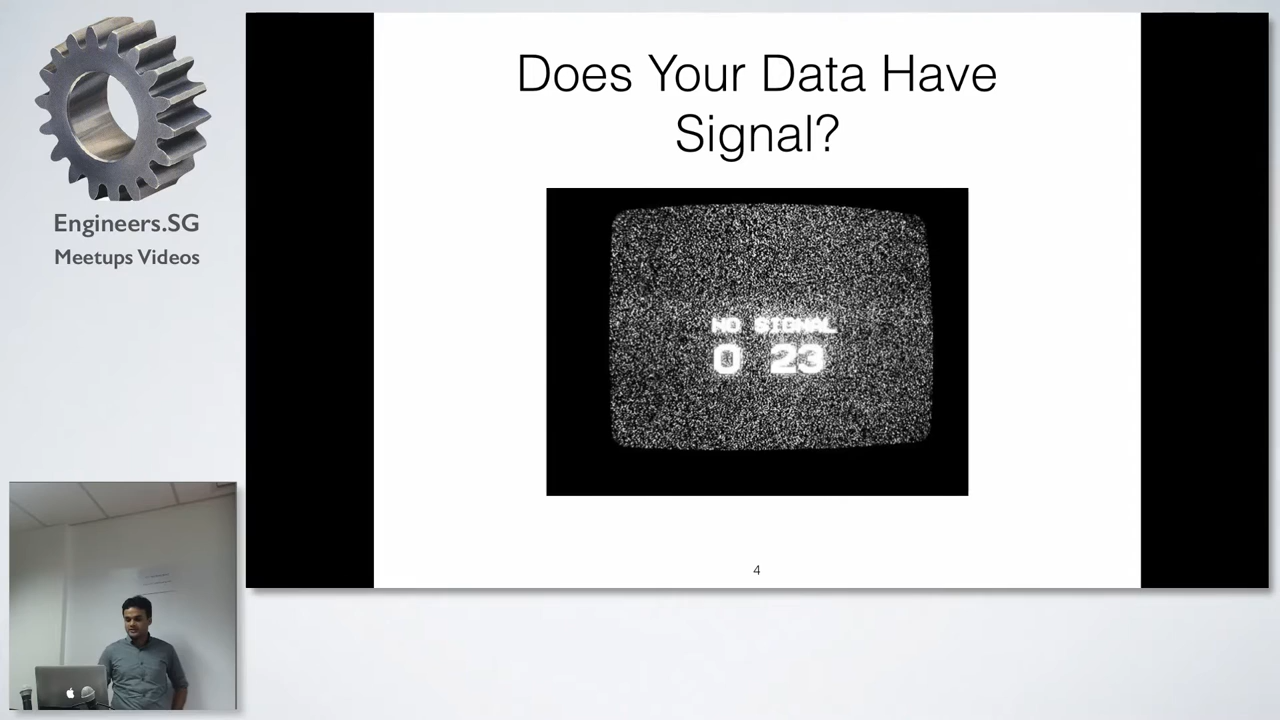 Engineers.SG
Meetups Videos
Does Your Data Have
Signal?
NO SIGNAL
0 23
4